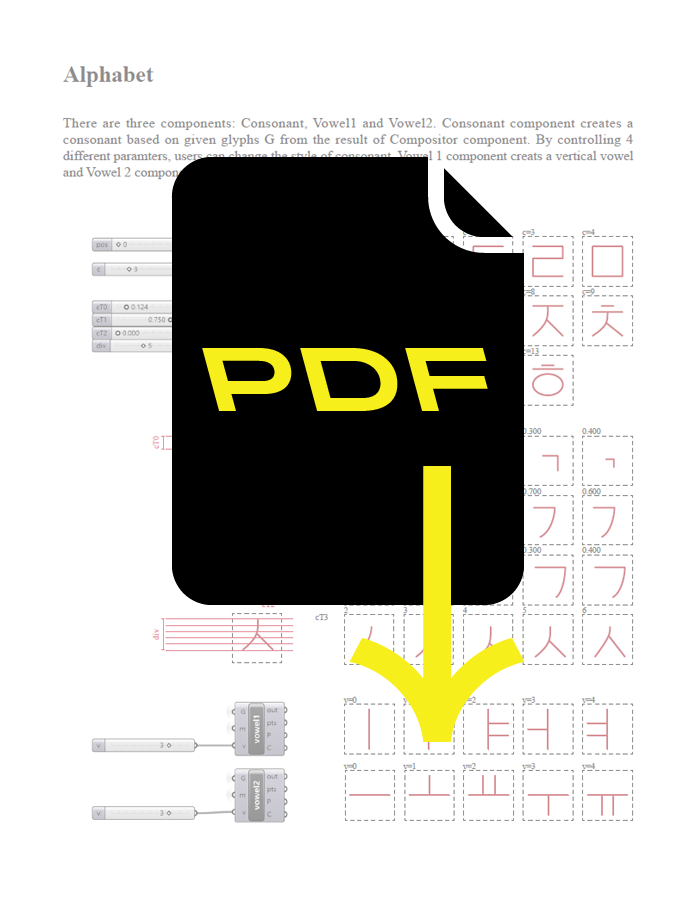 Alphabet
There are three components: Consonant, Vowel1 and Vowel2. Consonant component creates a
consonant based on given glyphs G from the result of Compositor component. By controlling 4
different paramters, users can change the style of consonant. Vowel 1 component creats a vertical vowel
and Vowel 2
c=3 c=4
pos 0
ㄹ ㅁ
c 3
c=8 c=9
cT0 0.124
ㅈ ㅊ
cT1 0.750
cT2 0.000
div 5
c=13
PDF
ㅎ
cT0
0.300 0.400
ㄱ ㄱ
0.700 0.600
ㄱ ㄱ
0.300 0.400
ㄱ ㄱ
cT3 2 3 4 5 6
div
ㅅ ㅅ ㅅ
v=0 v=3 v=4
G out
m vowel1 pts
P
v 3 v C
ㅣ ㅑ ㅓ ㅕ
v=0 v=1 v=2 v=3 v=4
G out
m vowel2 pts
P
v 3 v C
ㅡ ㅗ ㅛ ㅜ ㅠ